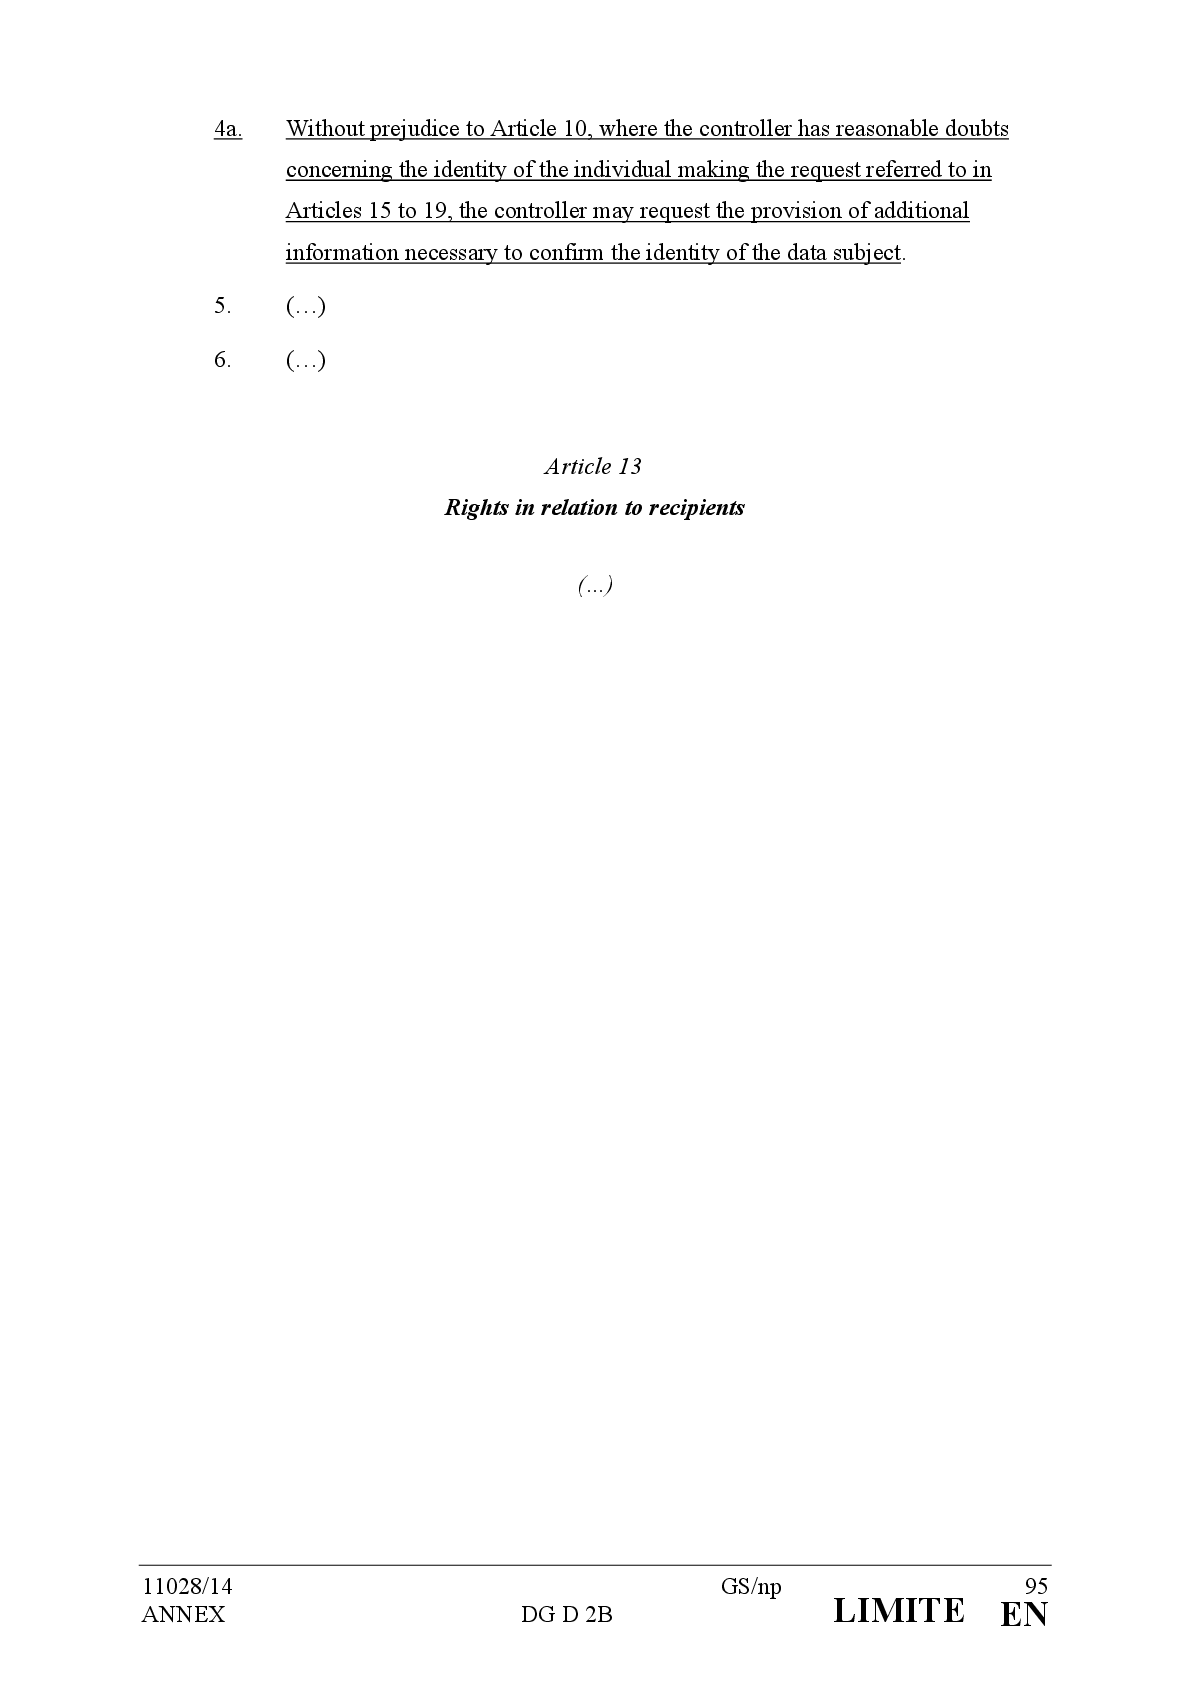 4a. Without prejudice to Article 10, where the controller has reasonable doubts
concerning the identity of the individual making the request referred to in
Articles 15 to 19, the controller may request the provision of additional
information necessary to confirm the identity of the data subject.
5. (…)
6. (…)
Article 13
Rights in relation to recipients
(...)
11028/14 GS/np 95
ANNEX DG D 2B LIMITE EN